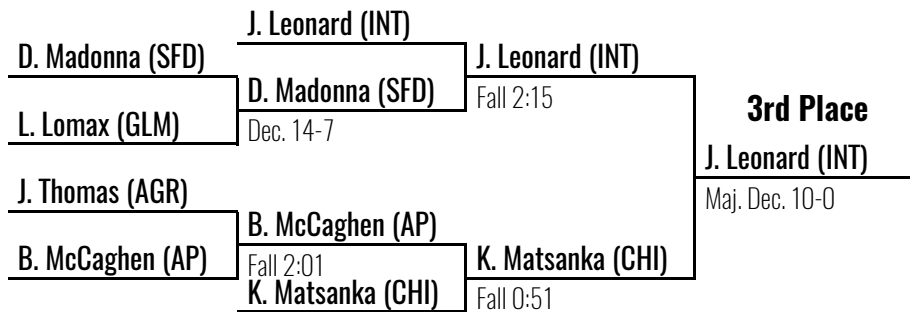 J. Leonard (INT)
D. Madonna (SFD)
J. Leonard (INT)
D. Madonna (SFD)
Fall 2:15
3rd Place
L. Lomax (GLM)
Dec. 14-7
J. Leonard (INT)
J. Thomas (AGR)
Maj. Dec. 10-0
B. McCaghen (AP)
B. McCaghen (AP)
Fall 2:01
K. Matsanka (CHI)
K. Matsanka (CHI)
Fall 0:51